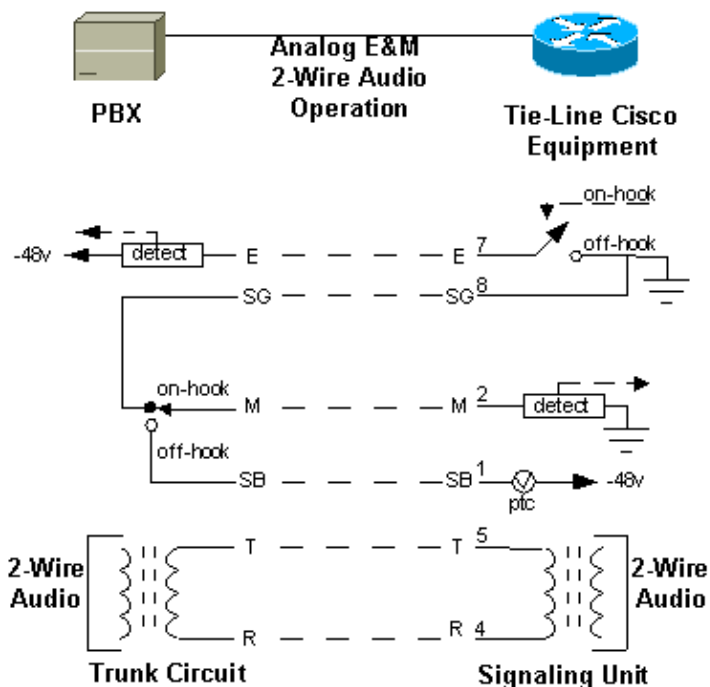 Analog E&M
2-Wire Audio
Operation
PBX
Tie-Line Cisco
Equipment
on-hook
-48v
detect
E
E
7
off-hook
SG
SG
8
on-hook
M
M
2
detect
off-hook
SB
SB
1
ptc
-48v
2-Wire
Audio
T
T
5
2-Wire
Audio
R
R
4
Trunk Circuit
Signaling Unit